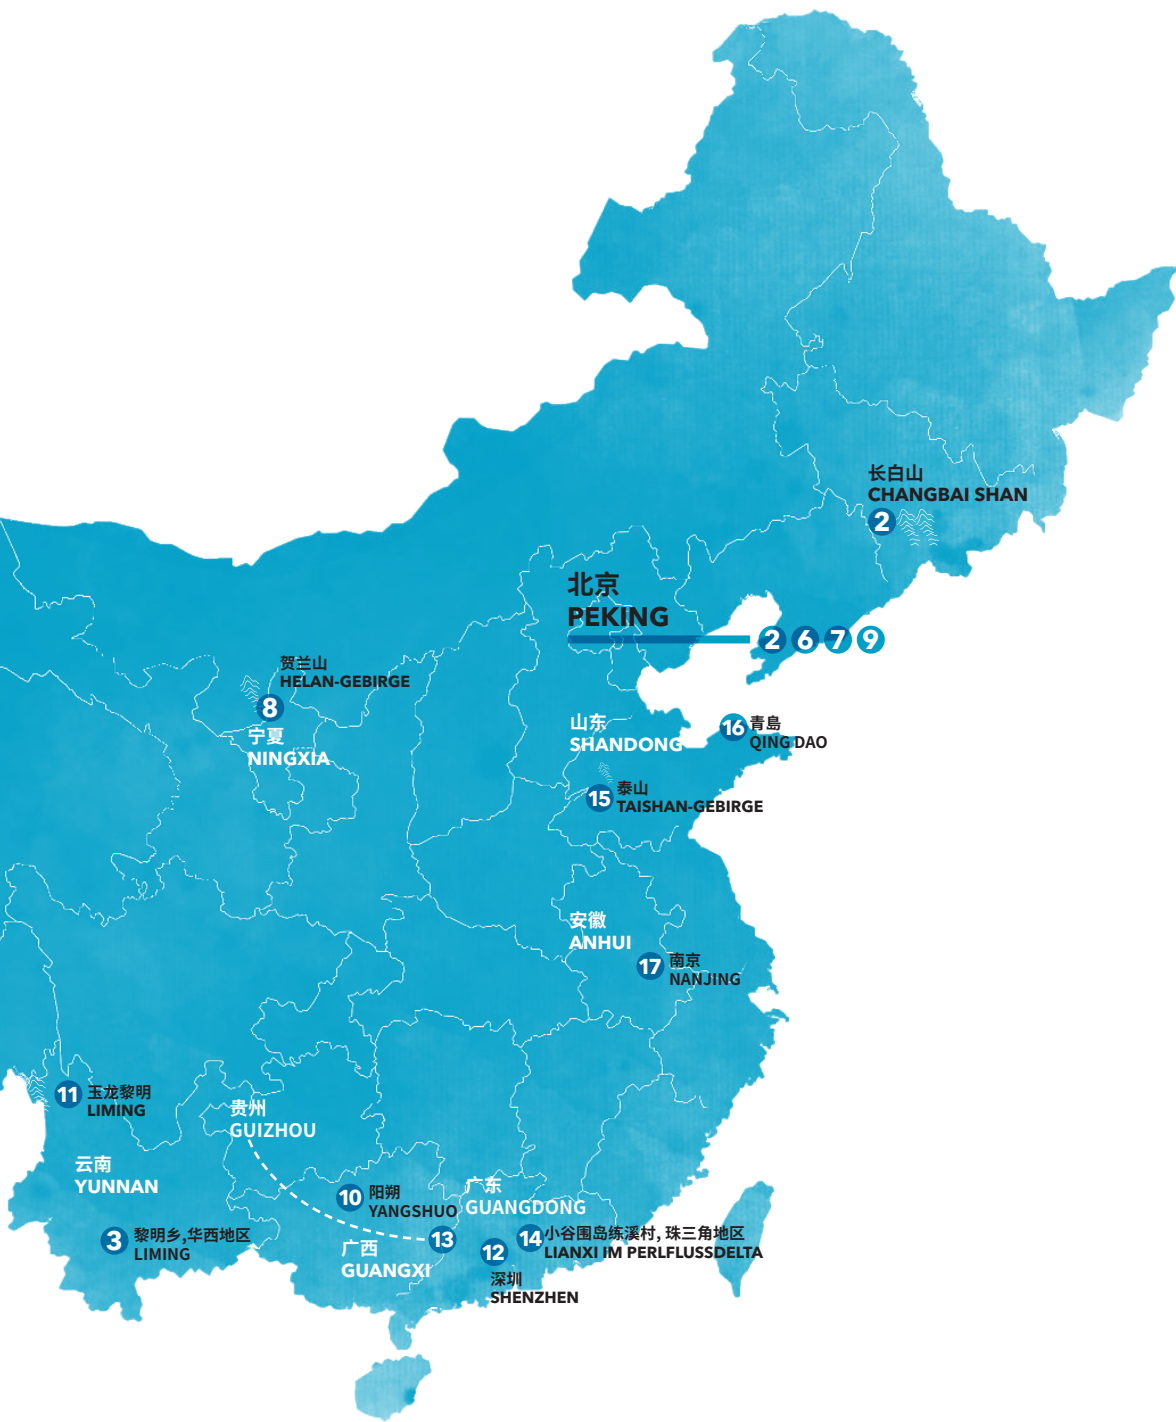 长白山
CHANGBAI SHAN
2
北京
PEKING
2 6 7 9
贺兰山
HELAN-GEBIRGE
8
宁夏
NINGXIA
山东
SHANDONG
16 青島
QING DAO
15 泰山
TAISHAN-GEBIRGE
安徽
ANHUI
17 南京
NANJING
11 玉龙黎明
LIMING
贵州
GUIZHOU
云南
YUNNAN
10 阳朔
YANGSHUO
广东
GUANGDONG
3 黎明乡,华西地区
LIMING
广西
GUANGXI
13
12
深圳
SHENZHEN
14 小谷围岛练溪村, 珠三角地区
LIANXI IM PERLFLUSSDELTA